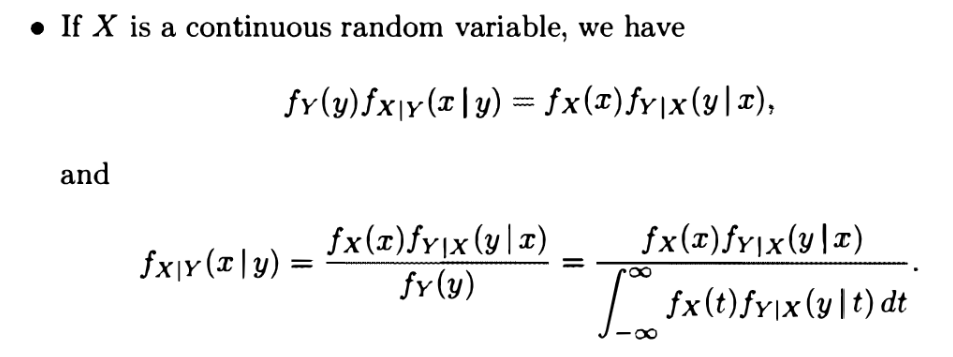 • If X is a continuous random variable, we have
f_Y(y) f_{X|Y}(x | y) = f_X(x) f_{Y|X}(y | x),
and
f_{X|Y}(x | y) = \frac{f_X(x) f_{Y|X}(y | x)}{f_Y(y)} = \frac{f_X(x) f_{Y|X}(y | x)}{\int_{-\infty}^{\infty} f_X(t) f_{Y|X}(y | t) dt}.